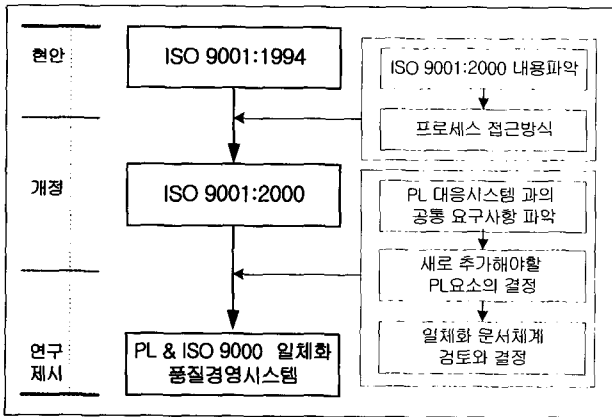 현안
ISO 9001:1994
ISO 9001:2000 내용파악
프로세스 접근방식
개정
ISO 9001:2000
PL 대응시스템 과의
공통 요구사항 파악
새로 추가해야할
PL요소의 결정
연구
제시
PL & ISO 9000 일체화
품질경영시스템
일체화 문서체계
검토와 결정